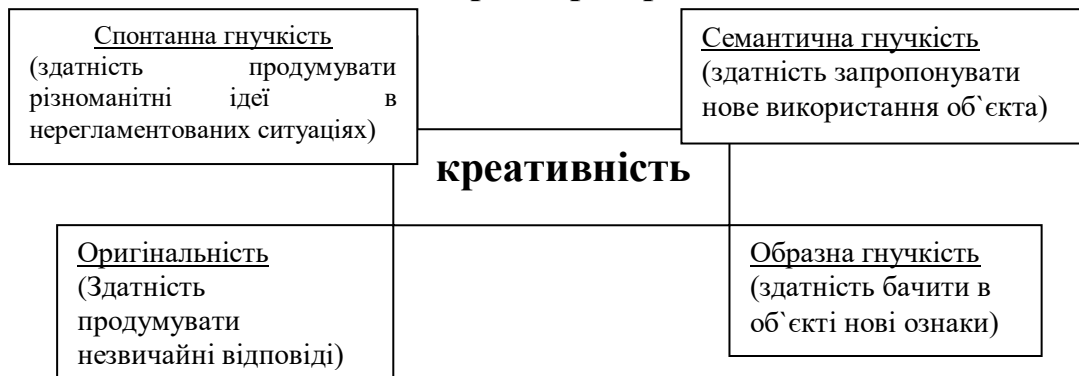 Спонтанна гнучкість
(здатність продумувати
різноманітні ідеї в
нерегламентованих ситуаціях)
Семантична гнучкість
(здатність запропонувати
нове використання об`єкта)
креативність
Оригінальність
(Здатність
продумувати
незвичайні відповіді)
Образна гнучкість
(здатність бачити в
об`єкті нові ознаки)